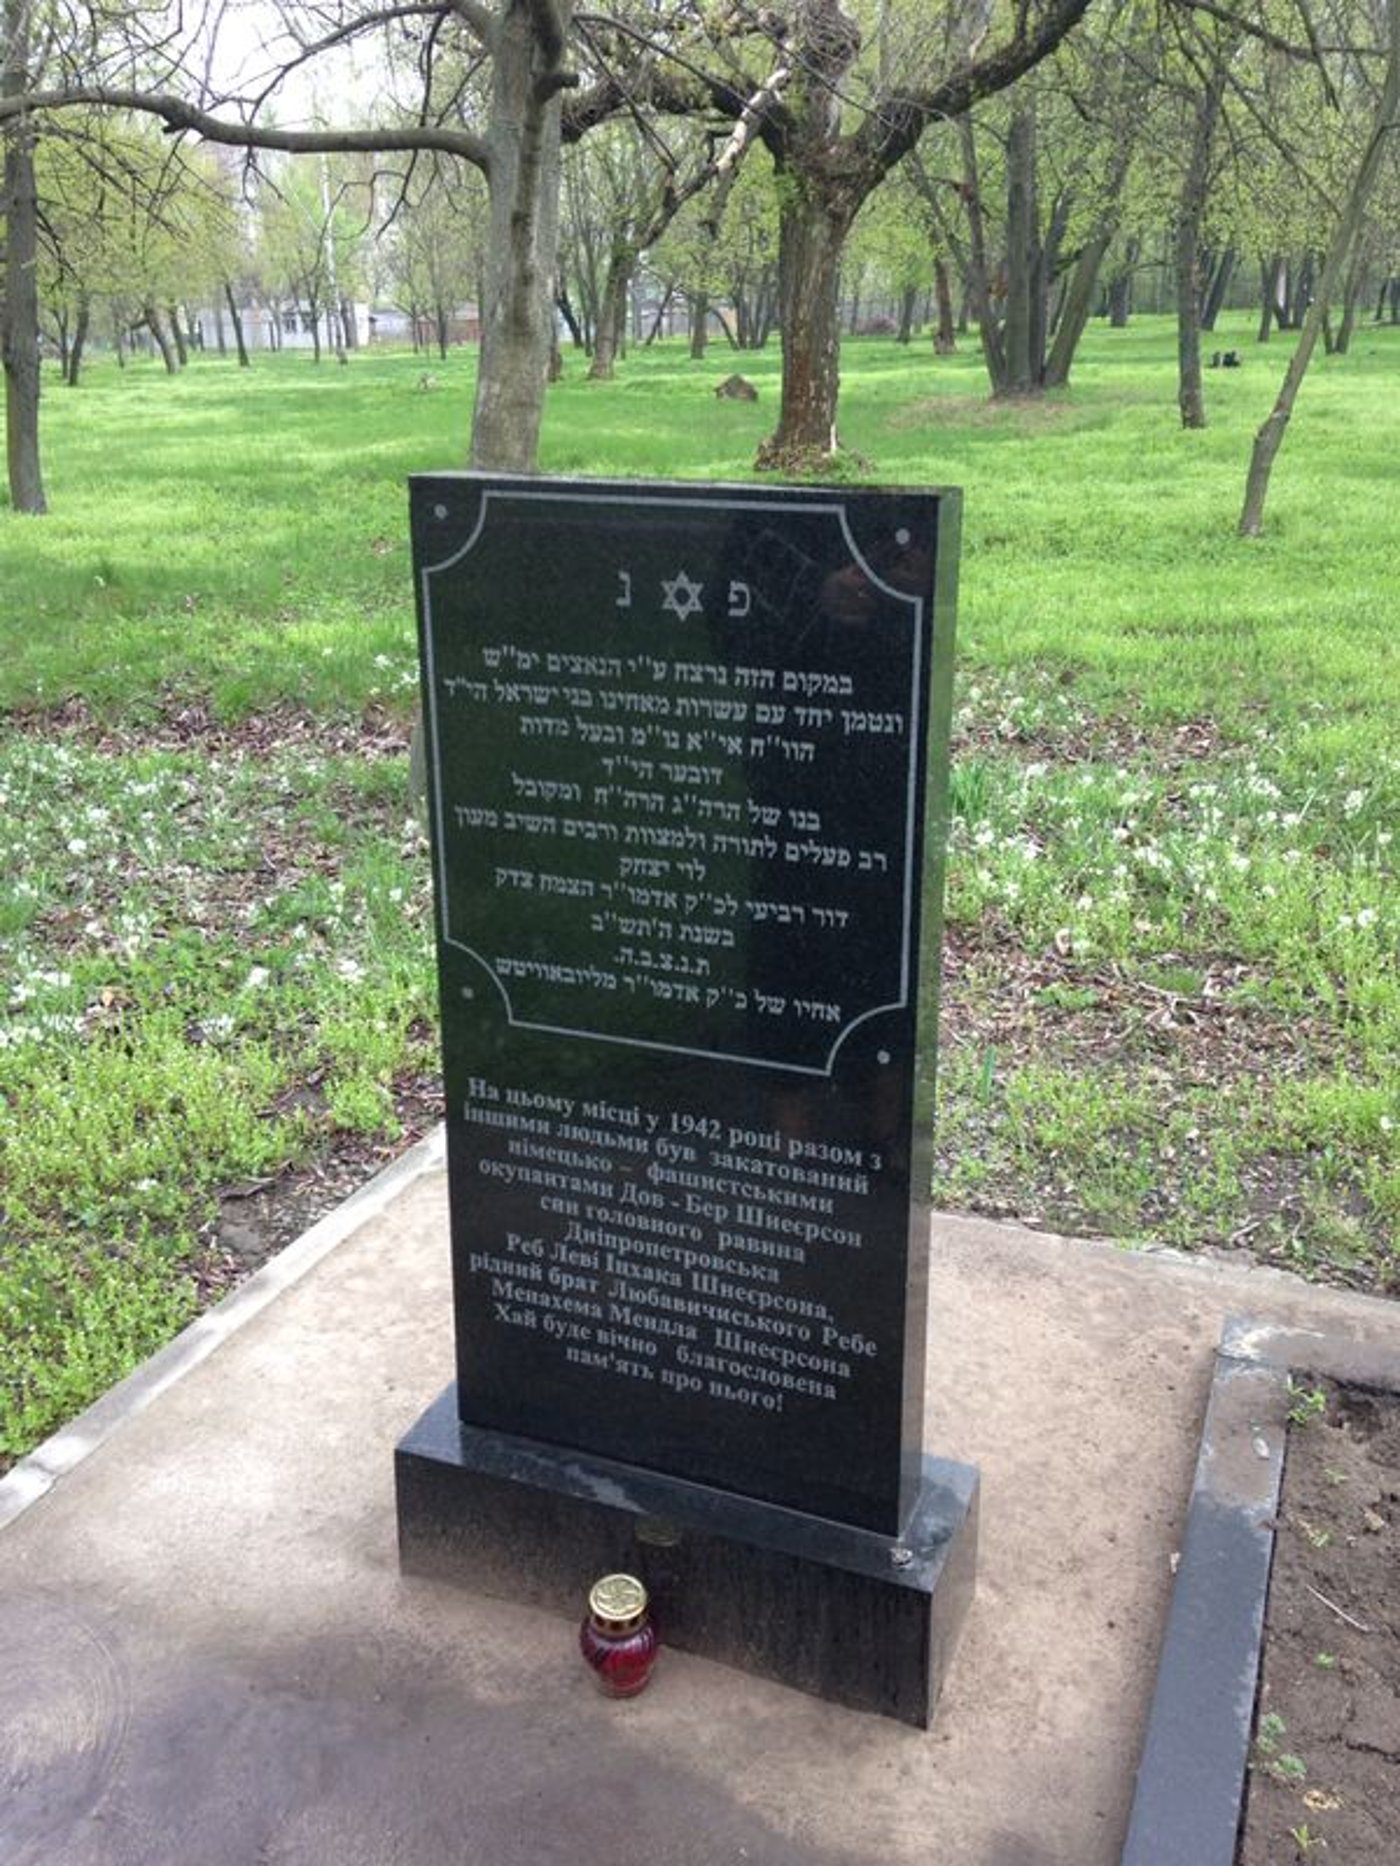 פ נ
במקום הזה נרצח ע''י הנאצים ימ''ש
ונטמן יחד עם עשרות מאחינו בני ישראל הי''ד
הוו''ח אי''א נו''מ ובעל מדות
דובער הי''ד
בנו של הרה''ג הרה''ח ומקובל
רב פעלים לתורה ולמצוות ורבים השיב מעון
לוי יצחק
דור רביעי לכ''ק אדמו''ר הצמח צדק
בשנת ה'תש''ב
ת.נ.צ.ב.ה.
אחיו של כ''ק אדמו''ר מליובאוויטש
На цьому місці у 1942 році разом з
іншими людьми був закатований
німецько – фашистськими
окупантами Дов - Бер Шнеєрсон
син головного равина
Дніпропетровська
Реб Леві Іцхака Шнеєрсона,
рідний брат Любавичиського Ребе
Менахема Мендла Шнеєрсона
Хай буде вічно благословена
пам'ять про нього!